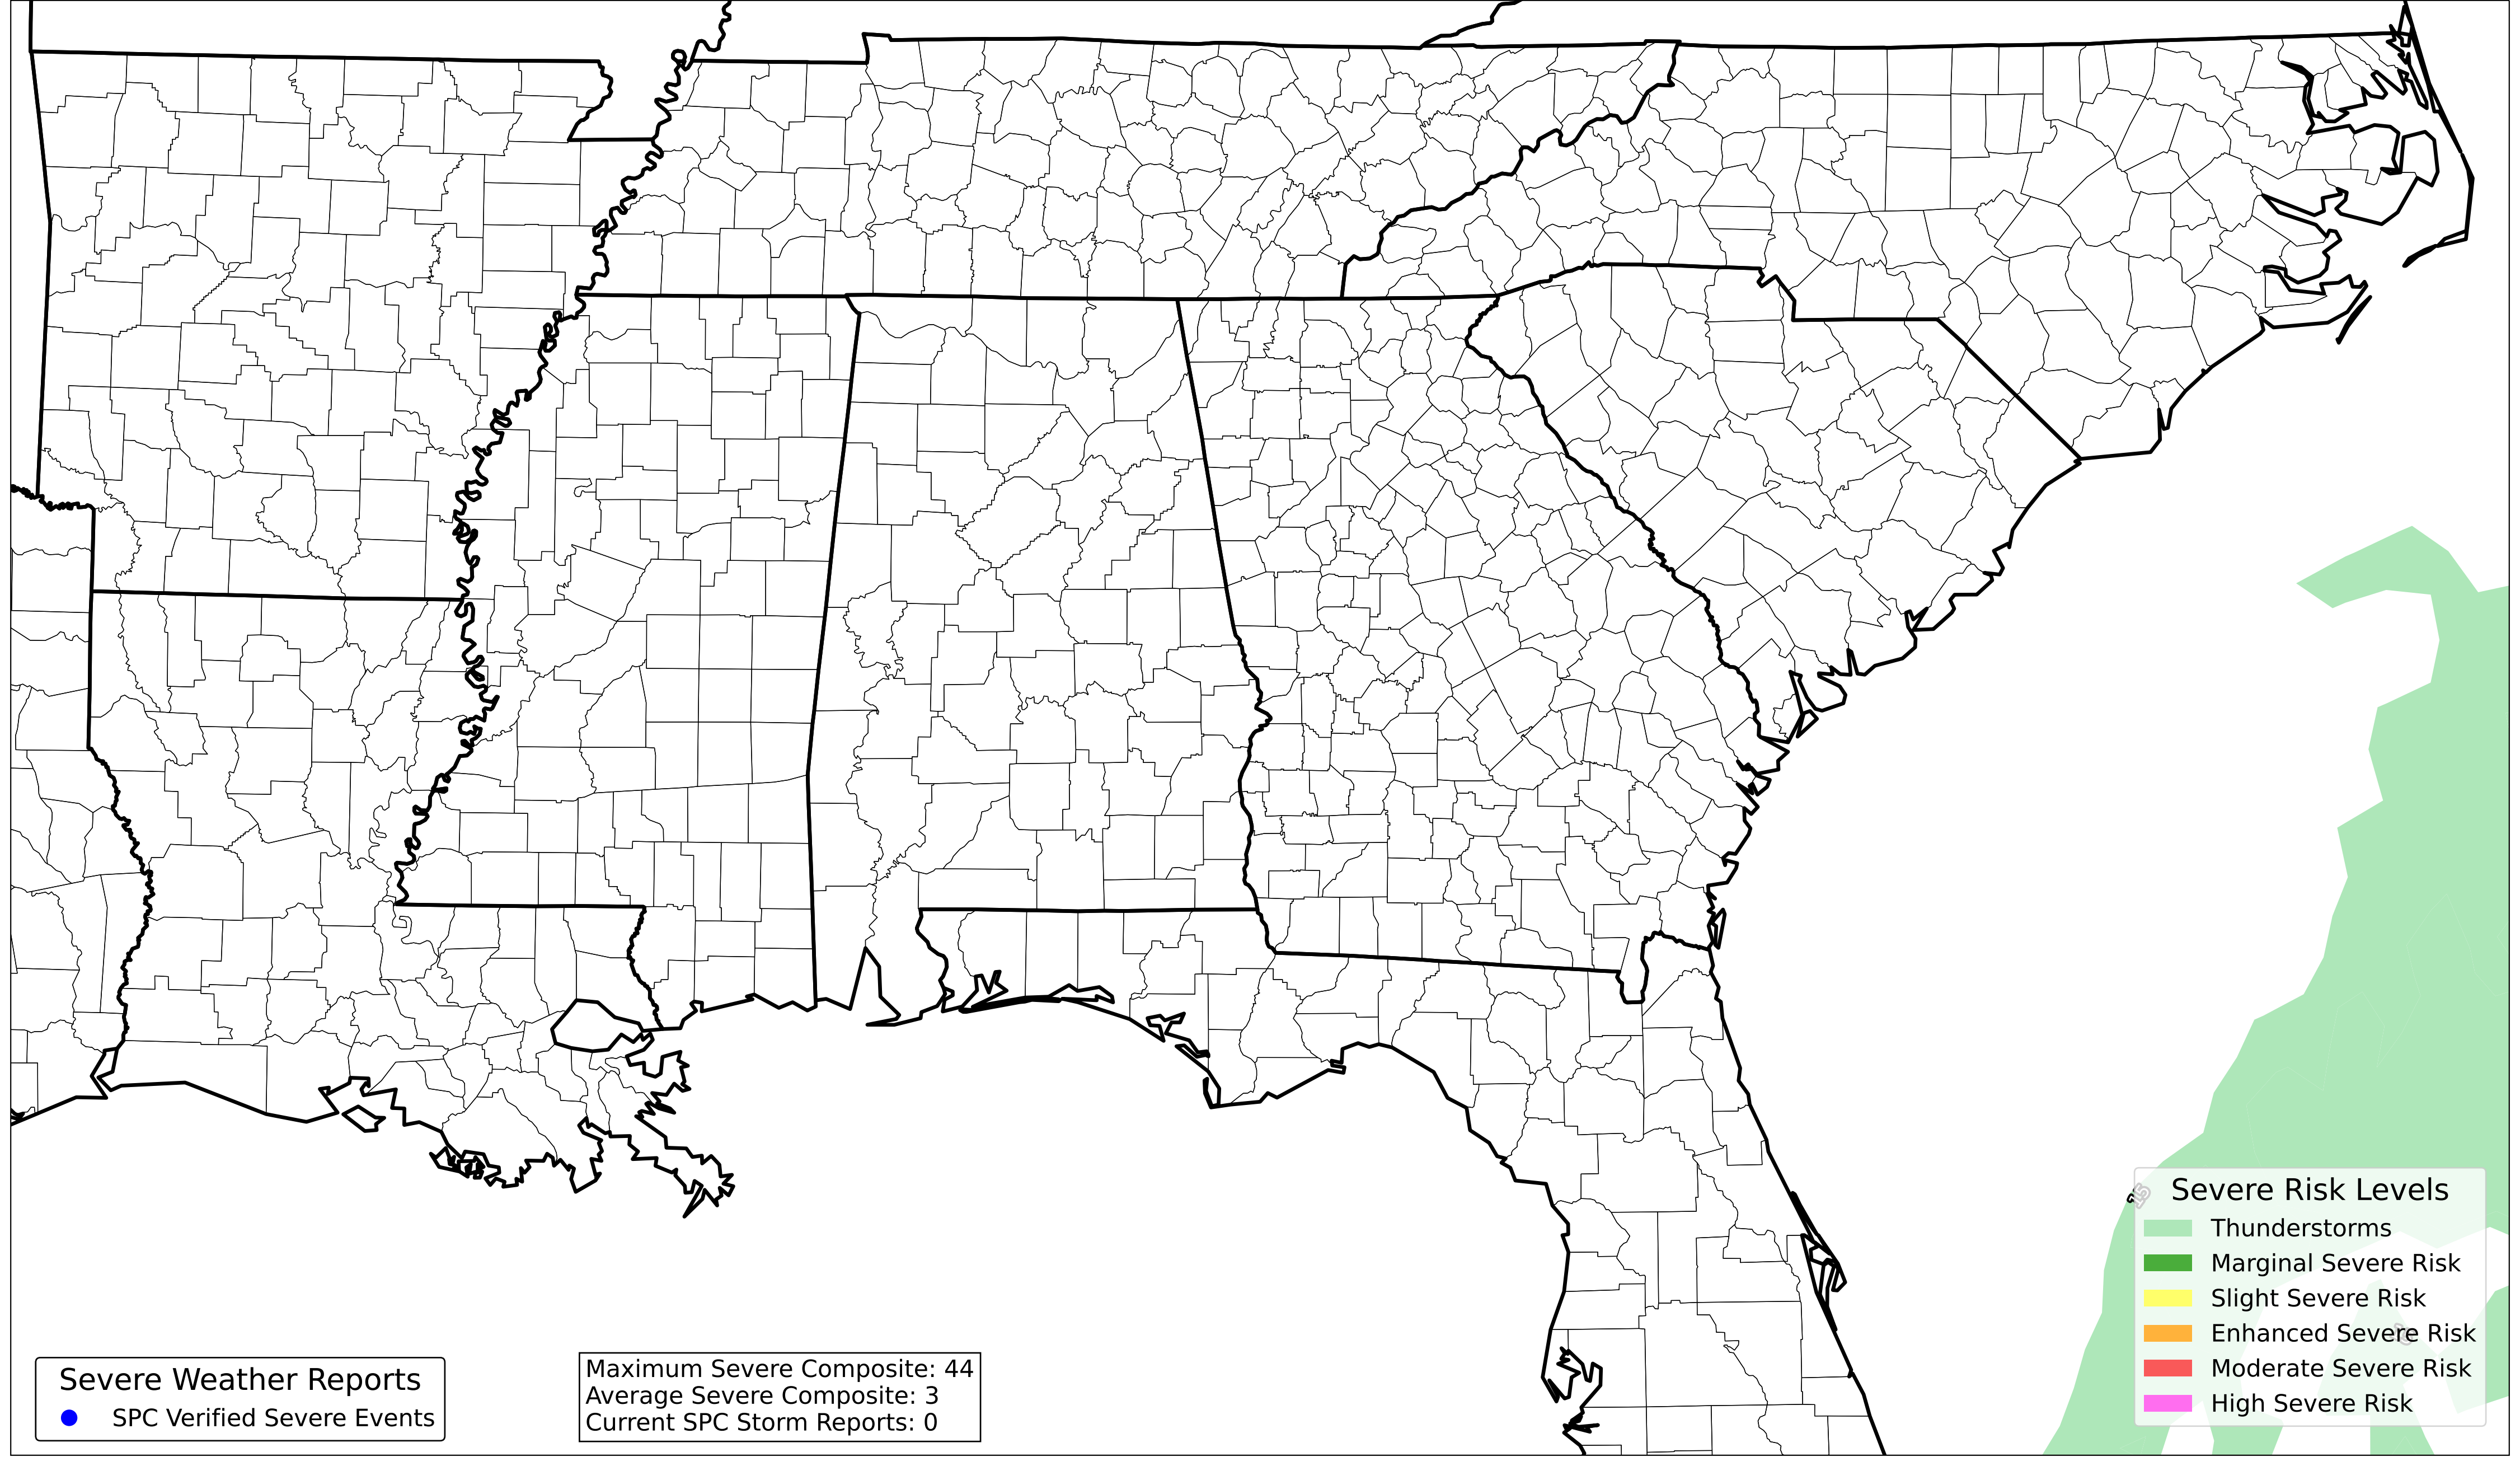 Severe Risk Levels
Thunderstorms
Marginal Severe Risk
Slight Severe Risk
Enhanced Severe Risk
Moderate Severe Risk
High Severe Risk
Severe Weather Reports
SPC Verified Severe Events
Maximum Severe Composite: 44
Average Severe Composite: 3
Current SPC Storm Reports: 0